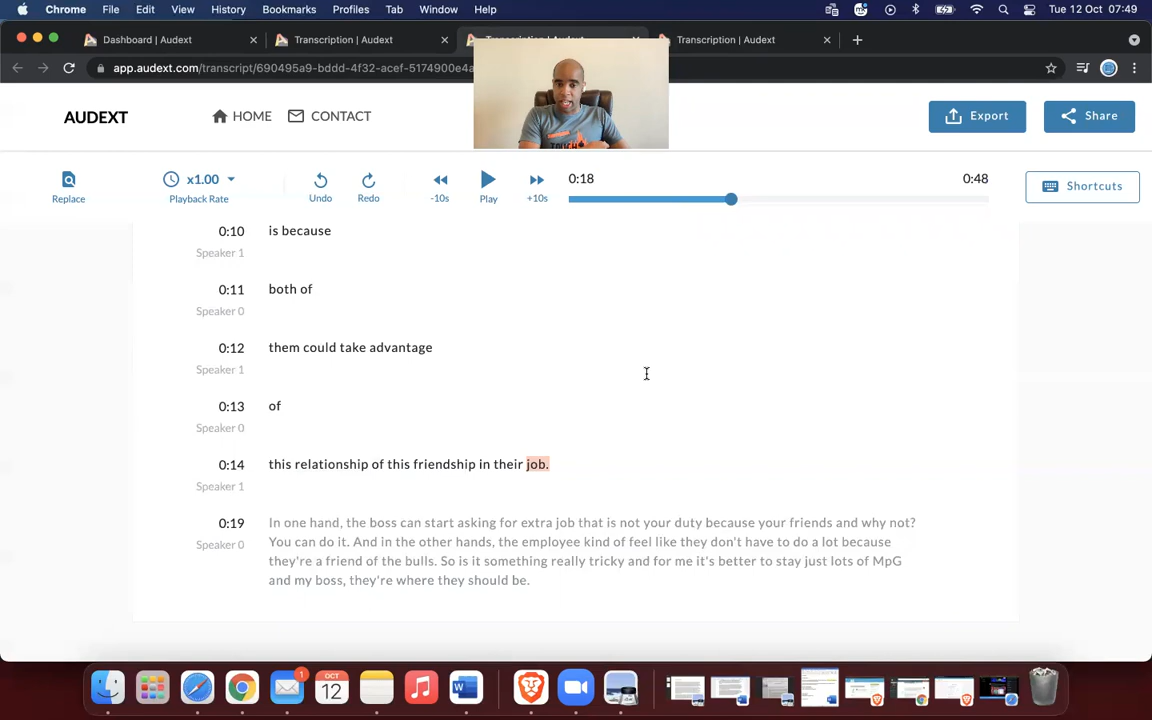 Chrome File Edit View History Bookmarks Profiles Tab Window Help Tue 12 Oct 07:49
Dashboard | Audext Transcription | Audext Transcription | Audext Transcription | Audext
app.audext.com/transcript/690495a9-bddd-4f32-acef-5174900e4a
AUDEXT HOME CONTACT Export Share
x1.00 0:18 0:48 Shortcuts
Replace Playback Rate Undo Redo -10s Play +10s
0:10 is because
Speaker 1
0:11 both of
Speaker 0
0:12 them could take advantage
Speaker 1
0:13 of
Speaker 0
0:14 this relationship of this friendship in their job.
Speaker 1
0:19 In one hand, the boss can start asking for extra job that is not your duty because your friends and why not?
Speaker 0 You can do it. And in the other hands, the employee kind of feel like they don't have to do a lot because
they're a friend of the bulls. So is it something really tricky and for me it's better to stay just lots of MpG
and my boss, they're where they should be.
OCT
12
1